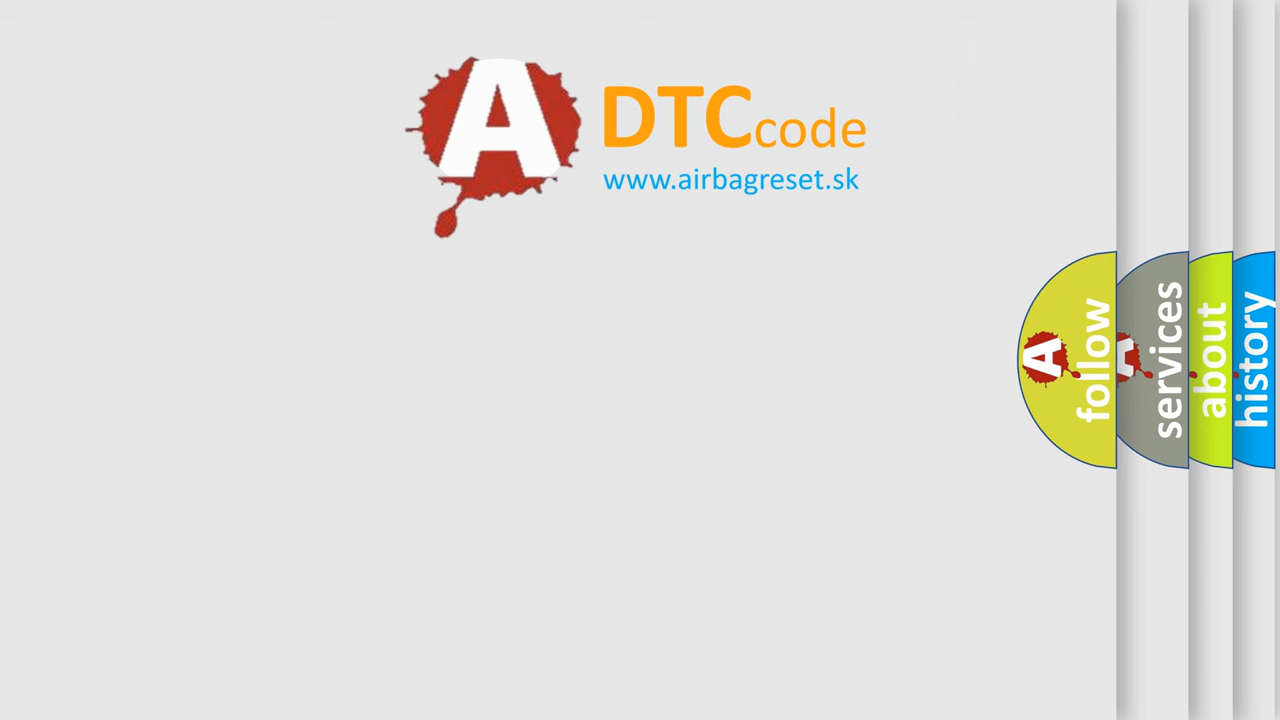 A
DTCcode
www.airbagreset.sk
A
follow
A
services
about
history